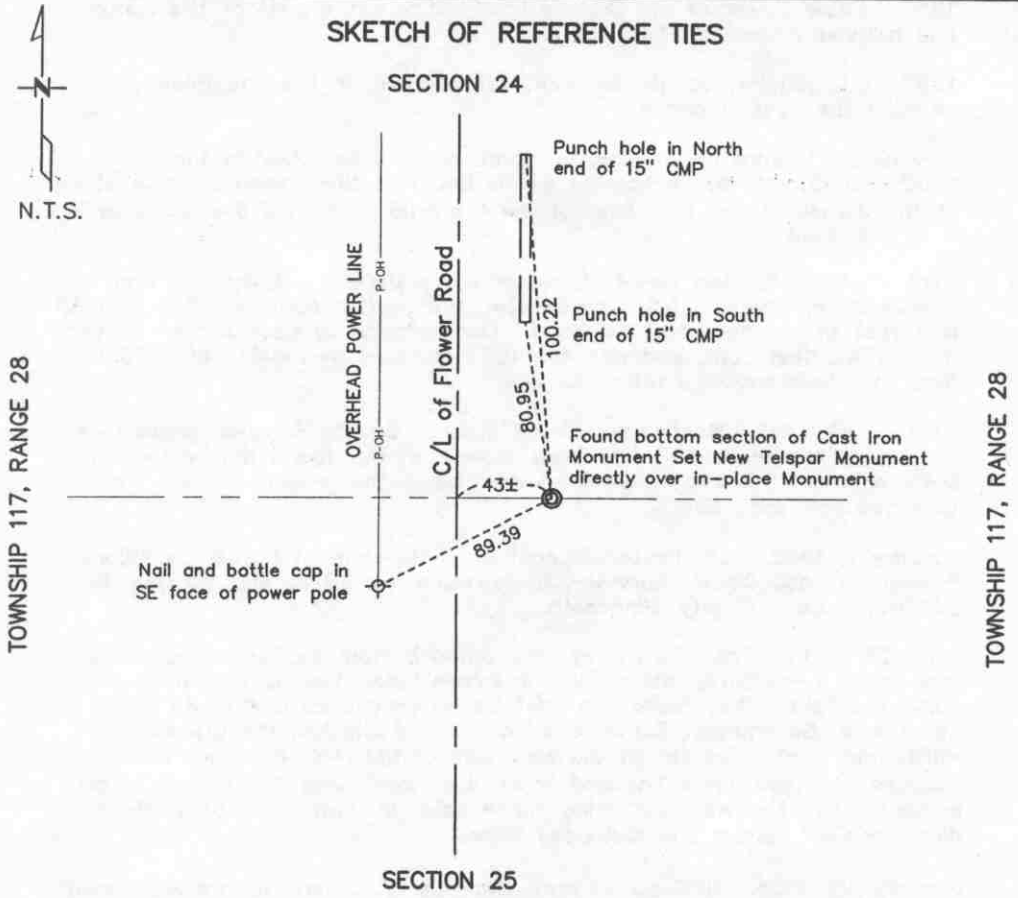 SKETCH OF REFERENCE TIES
N
N.T.S.
SECTION 24
Punch hole in North
end of 15" CMP
OVERHEAD POWER LINE
P-OH
P-OH
C/L of Flower Road
Punch hole in South
end of 15" CMP
100.22
80.95
TOWNSHIP 117, RANGE 28
Found bottom section of Cast Iron
Monument Set New Telspar Monument
directly over in-place Monument
43±
89.39
Nail and bottle cap in
SE face of power pole
TOWNSHIP 117, RANGE 28
SECTION 25